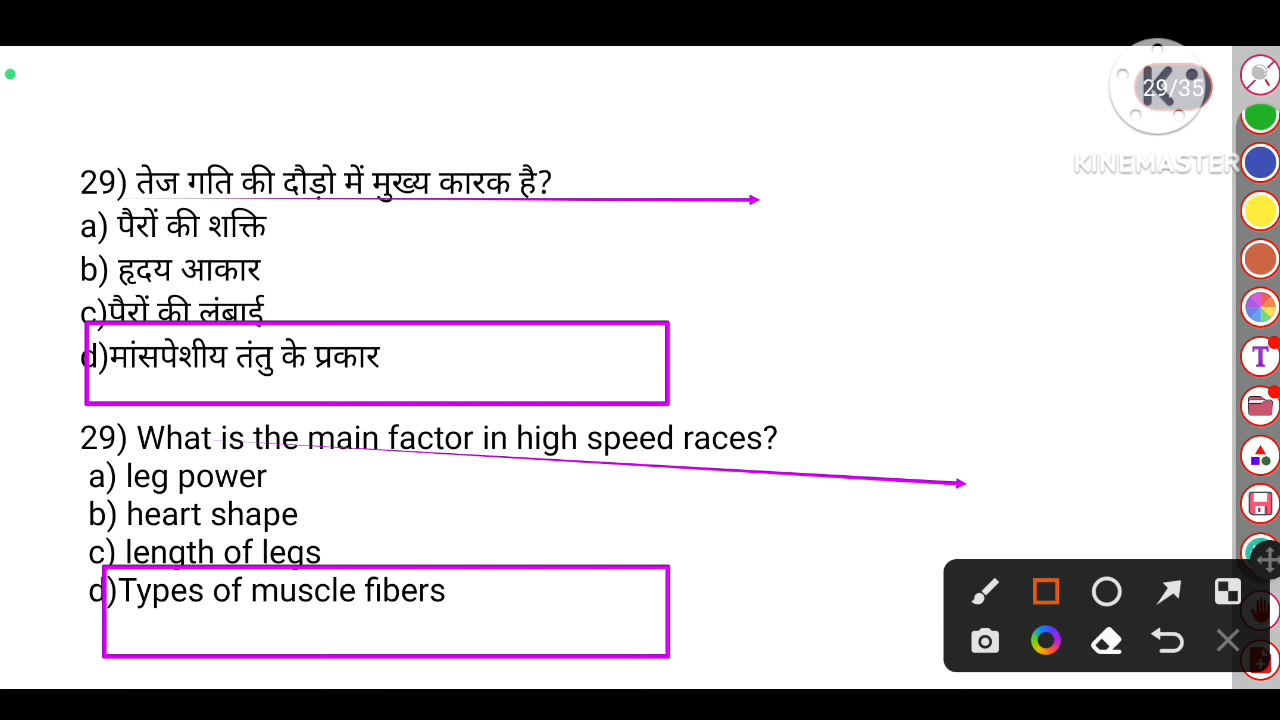 29/35
KINEMASTER
29) तेज गति की दौड़ो में मुख्य कारक है?
a) पैरों की शक्ति
b) हृदय आकार
c)पैरों की लंबाई
d)मांसपेशीय तंतु के प्रकार
29) What is the main factor in high speed races?
a) leg power
b) heart shape
c) length of legs
d)Types of muscle fibers
T